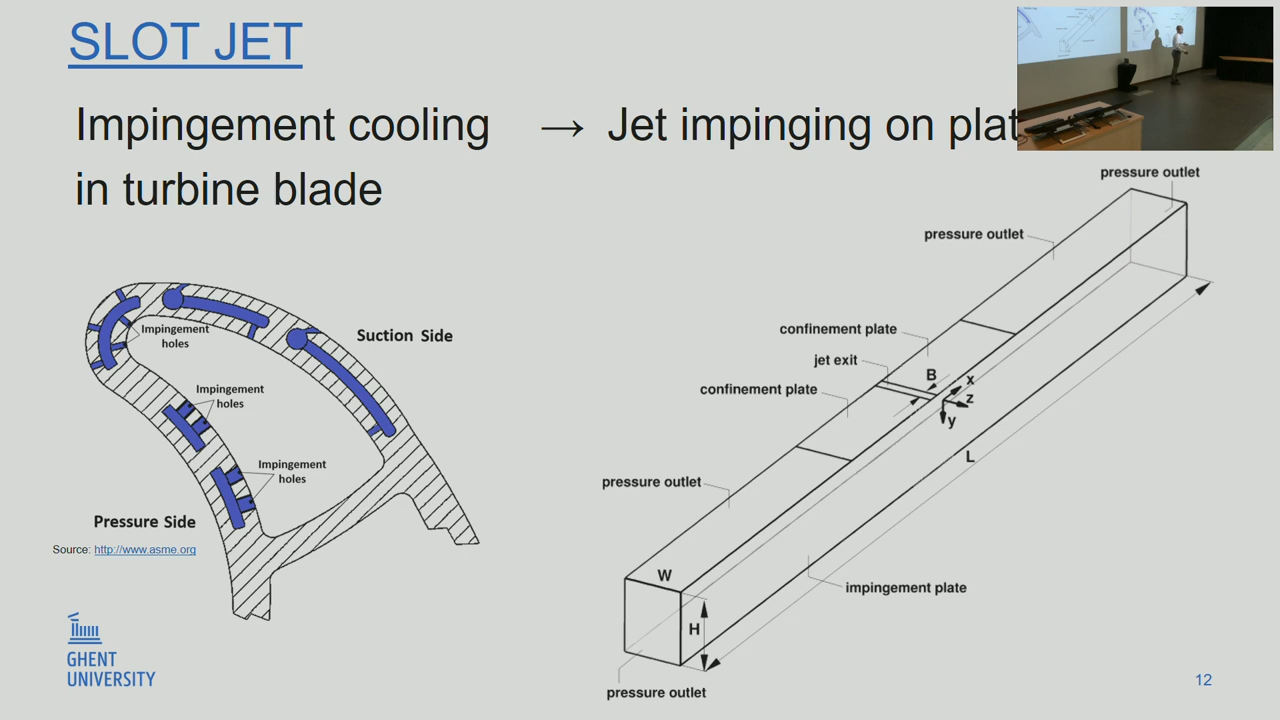 SLOT JET
Impingement cooling → Jet impinging on plat
in turbine blade
Impingement
holes
Impingement
holes
Impingement
holes
Suction Side
Pressure Side
Source: http://www.asme.org
pressure outlet
pressure outlet
confinement plate
jet exit
B
x
confinement plate
z
y
L
pressure outlet
W
impingement plate
H
pressure outlet
GHENT
UNIVERSITY
12